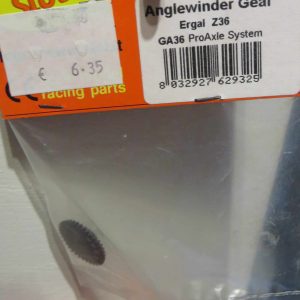 Anglewinder Gear
Ergal Z36
GA36 ProAxle System
8 032927 629325
€ 6.35
racing parts